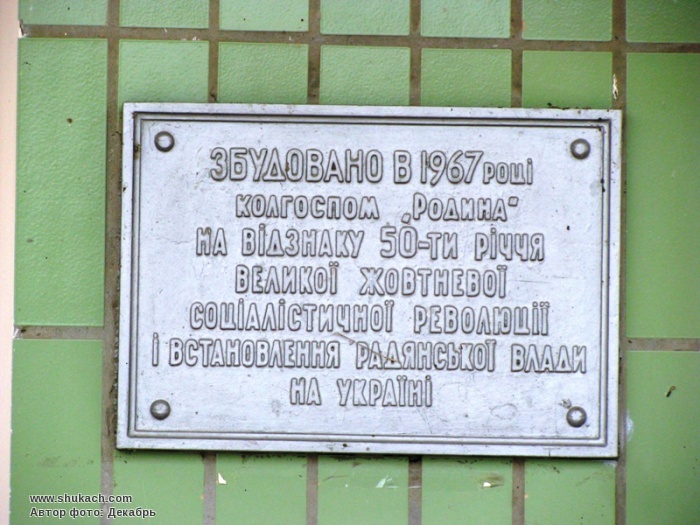 ЗБУДОВАНО В 1967 РОЦІ
КОЛГОСПОМ „РОДИНА"
НА ВІДЗНАКУ 50-ТИ РІЧЧЯ
ВЕЛИКОЇ ЖОВТНЕВОЇ
СОЦІАЛІСТИЧНОЇ РЕВОЛЮЦІЇ
І ВСТАНОВЛЕННЯ РАДЯНСЬКОЇ ВЛАДИ
НА УКРАЇНІ
www.shukach.com
Автор фото: Декабрь